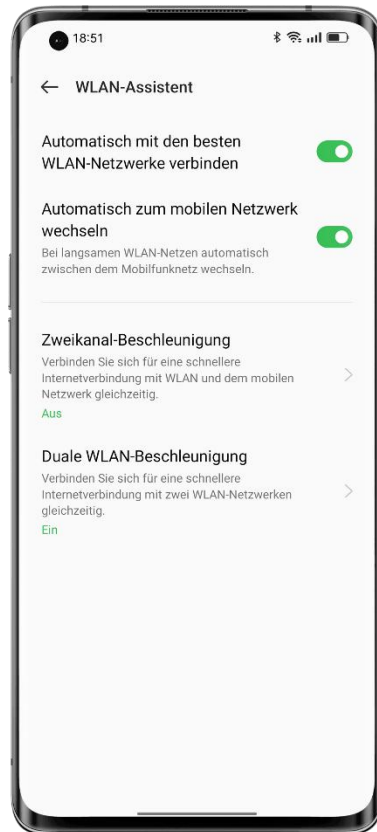 18:51
WLAN-Assistent
Automatisch mit den besten
WLAN-Netzwerke verbinden
Automatisch zum mobilen Netzwerk
wechseln
Bei langsamen WLAN-Netzen automatisch
zwischen dem Mobilfunknetz wechseln.
Zweikanal-Beschleunigung
Verbinden Sie sich für eine schnellere
Internetverbindung mit WLAN und dem mobilen
Netzwerk gleichzeitig.
Aus
Duale WLAN-Beschleunigung
Verbinden Sie sich für eine schnellere
Internetverbindung mit zwei WLAN-Netzwerken
gleichzeitig.
Ein